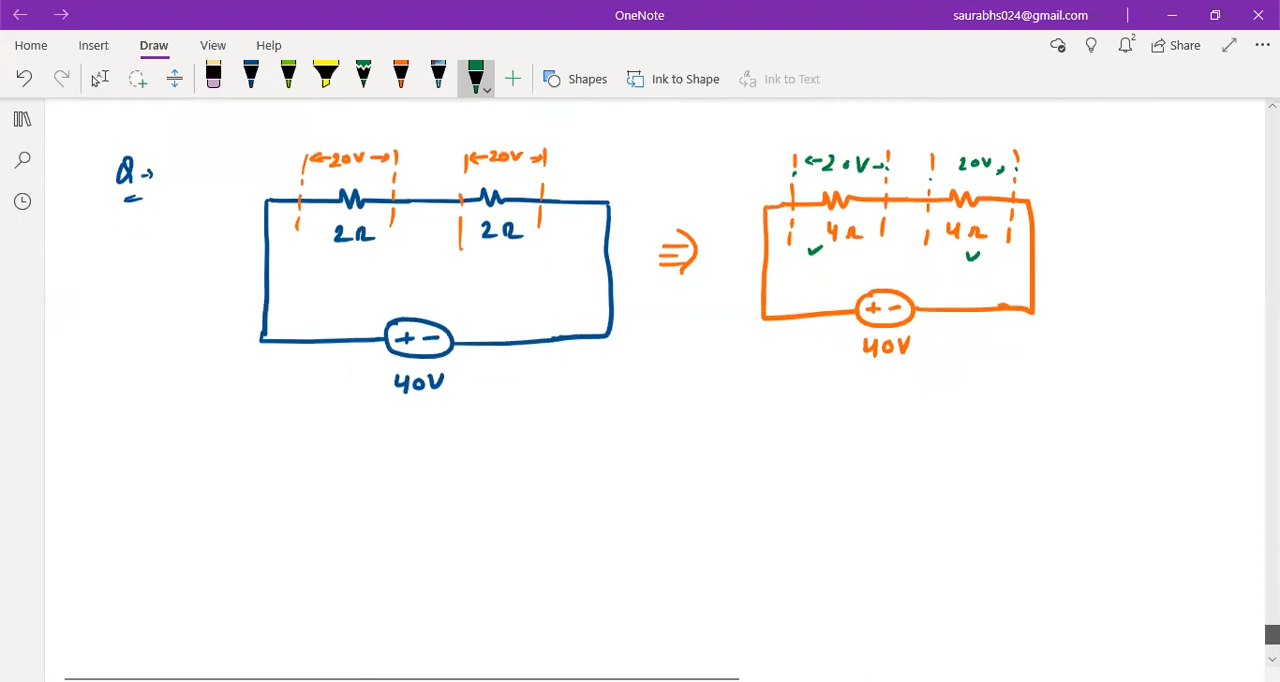 OneNote
saurabhs024@gmail.com
Home Insert Draw View Help
Share
Shapes
Ink to Shape
Ink to Text
Q→
←20V→ ←20V→
2Ω 2Ω
+ -
40V
←20V→ 20V→
4Ω 4Ω
+ -
40V